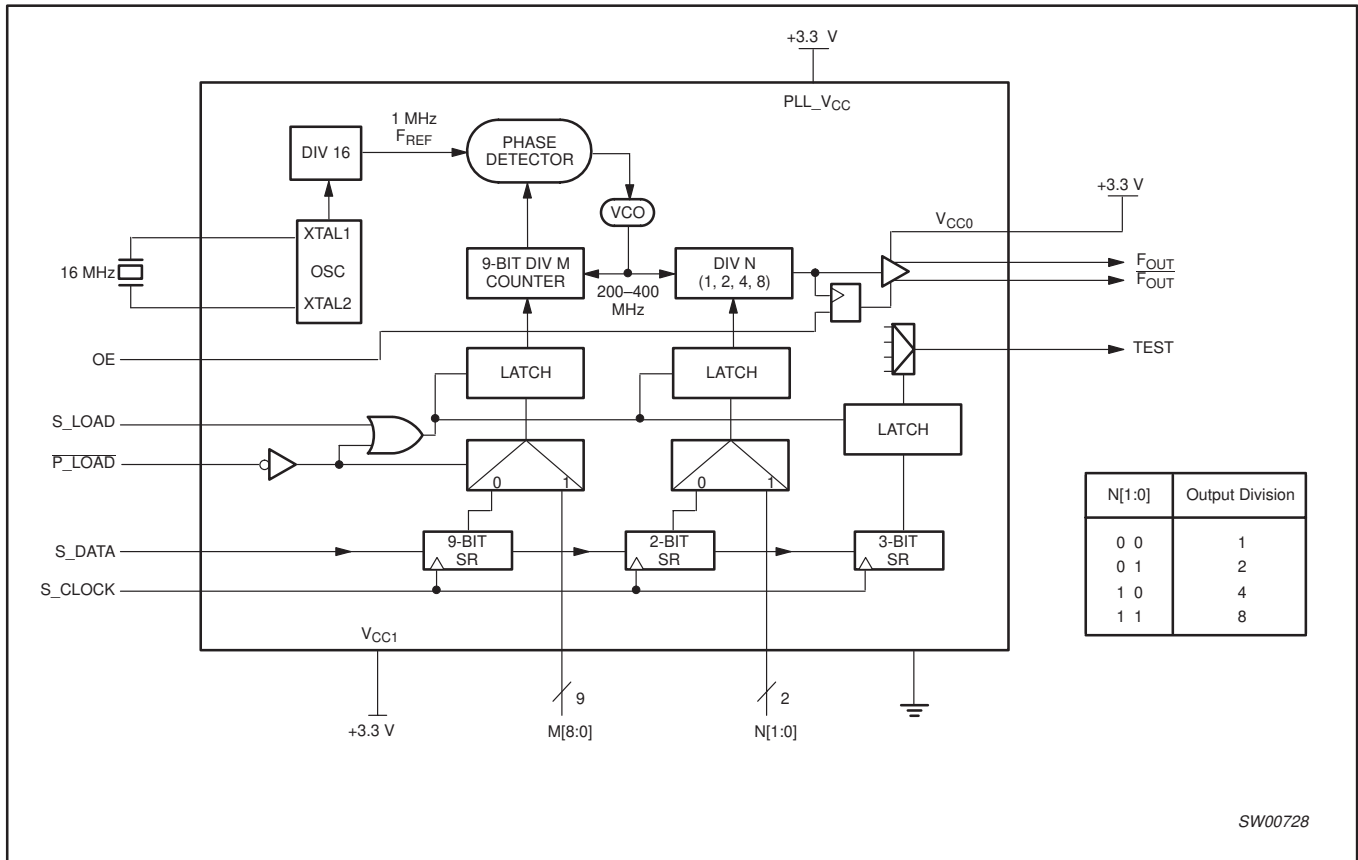 +3.3 V
PLL_VCC
1 MHz
FREF
DIV 16
PHASE
DETECTOR
+3.3 V
VCO
VCC0
XTAL1
OSC
XTAL2
16 MHz
9-BIT DIV M
COUNTER
200–400
MHz
DIV N
(1, 2, 4, 8)
FOUT
FOUT
OE
LATCH
LATCH
TEST
S_LOAD
LATCH
P_LOAD
0 1
0 1
N[1:0] Output Division
0 0 1
0 1 2
1 0 4
1 1 8
S_DATA
9-BIT
SR
2-BIT
SR
3-BIT
SR
S_CLOCK
VCC1
9
2
+3.3 V
M[8:0]
N[1:0]
SW00728